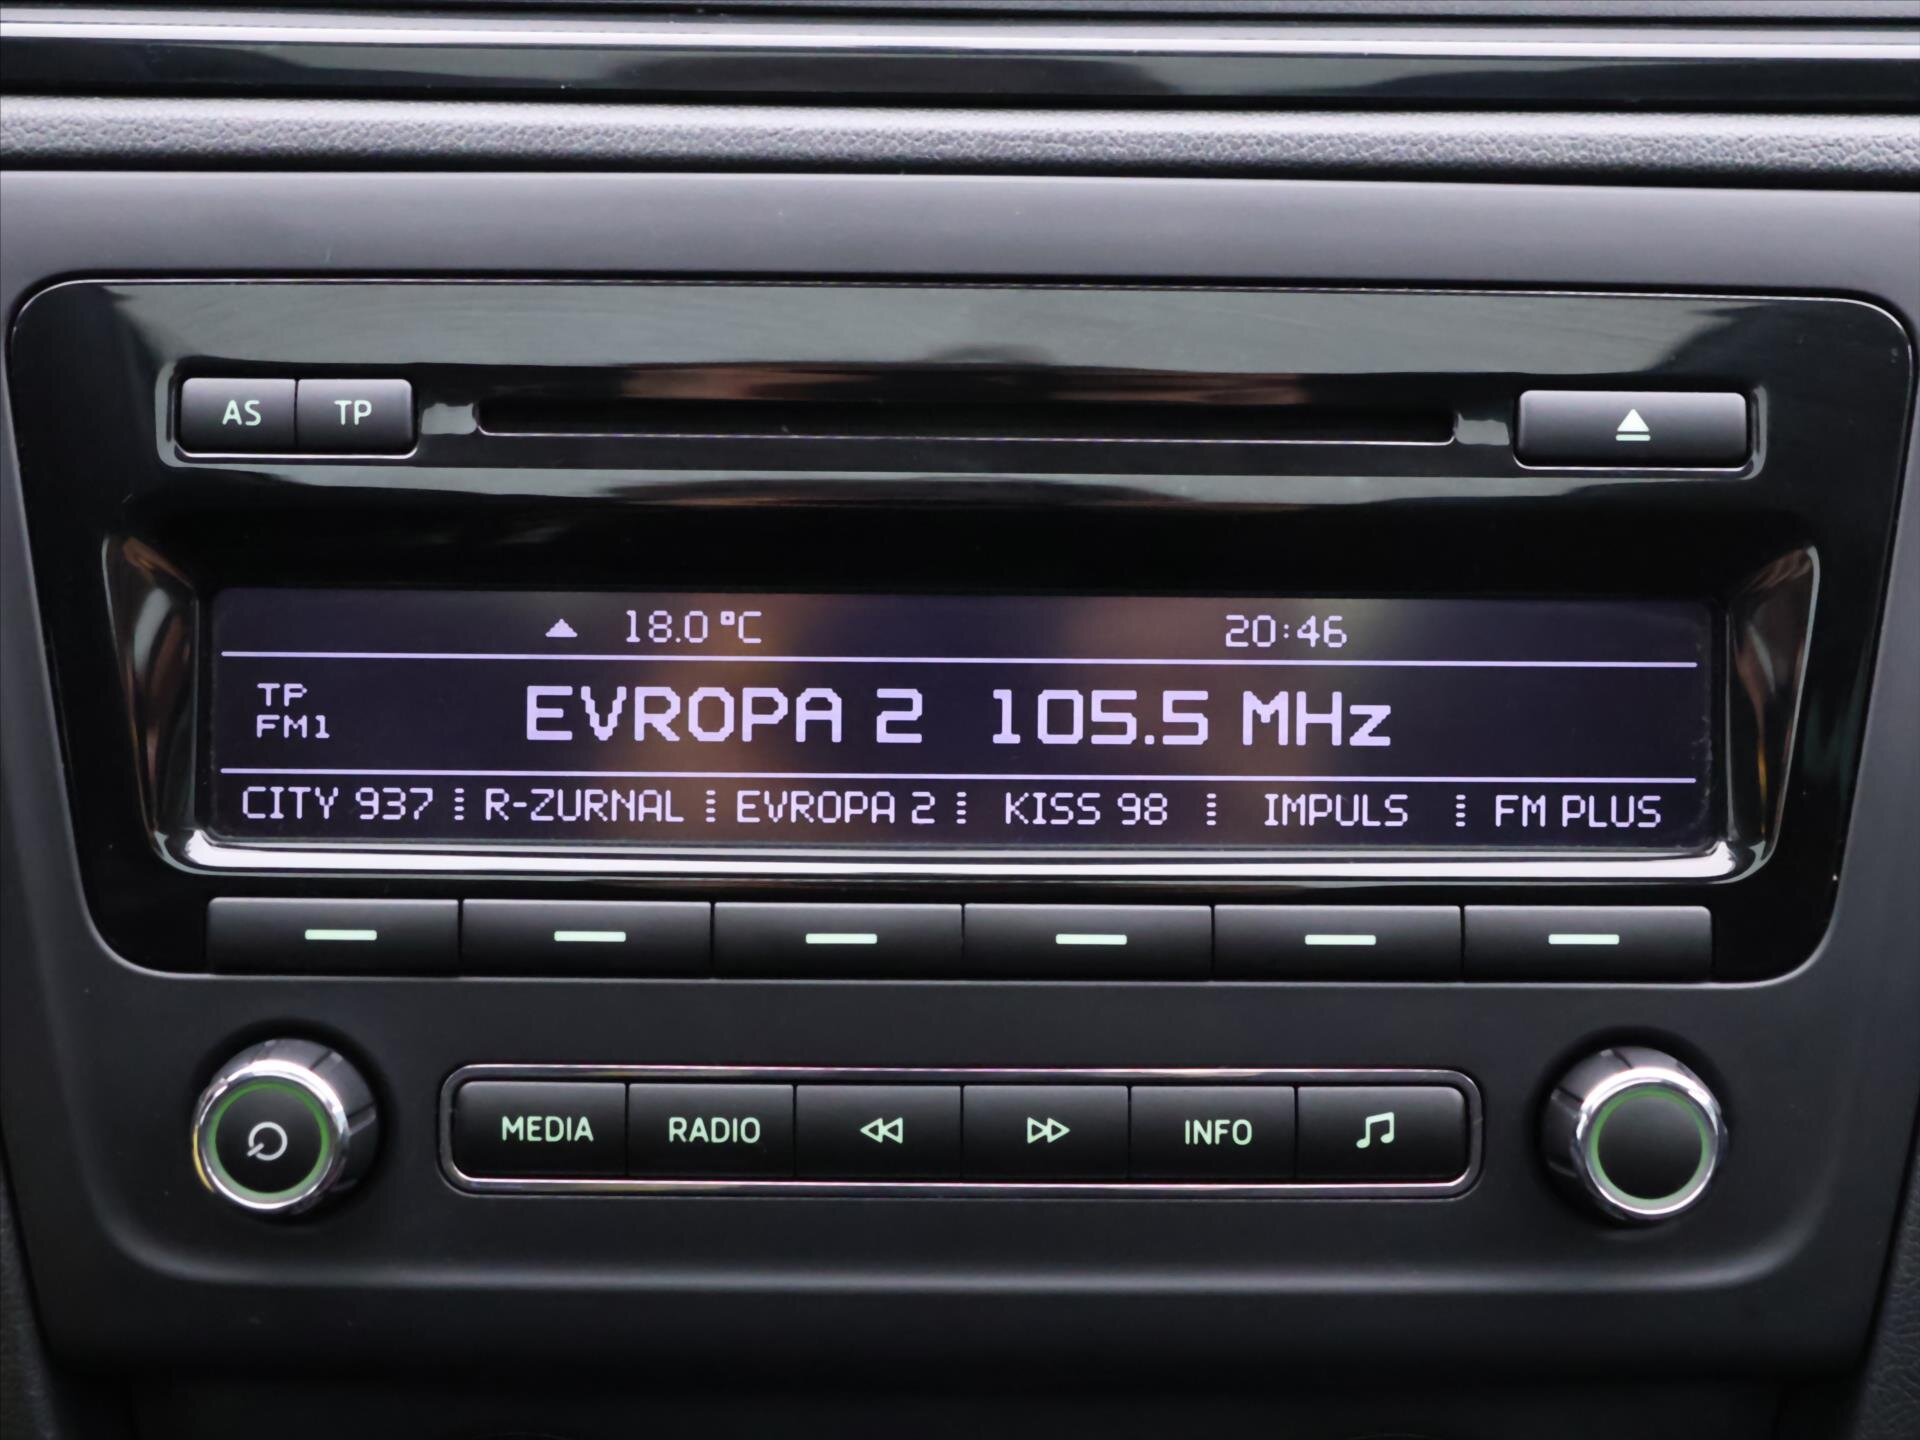 AS TP
18.0 °C 20:46
TP
FM1
EVROPA 2 105.5 MHz
CITY 937 R-ZURNAL EVROPA 2 KISS 98 IMPULS FM PLUS
MEDIA RADIO INFO